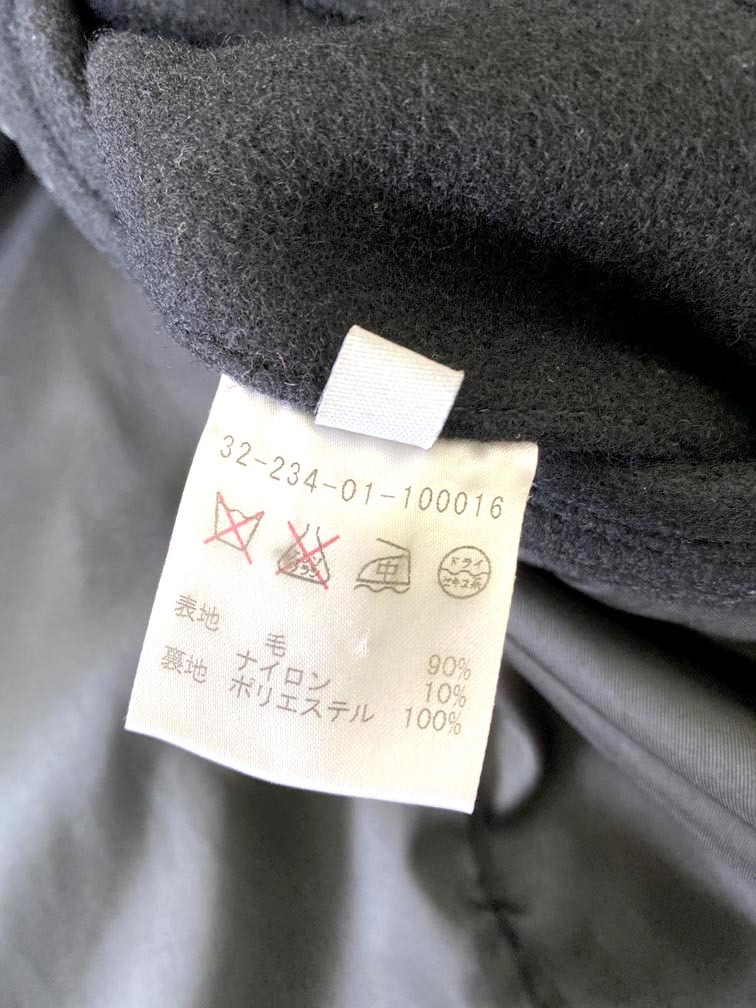 32-234-01-100016
中
ドライ
セキユ系
表地 毛 90%
ナイロン 10%
裏地 ポリエステル 100%